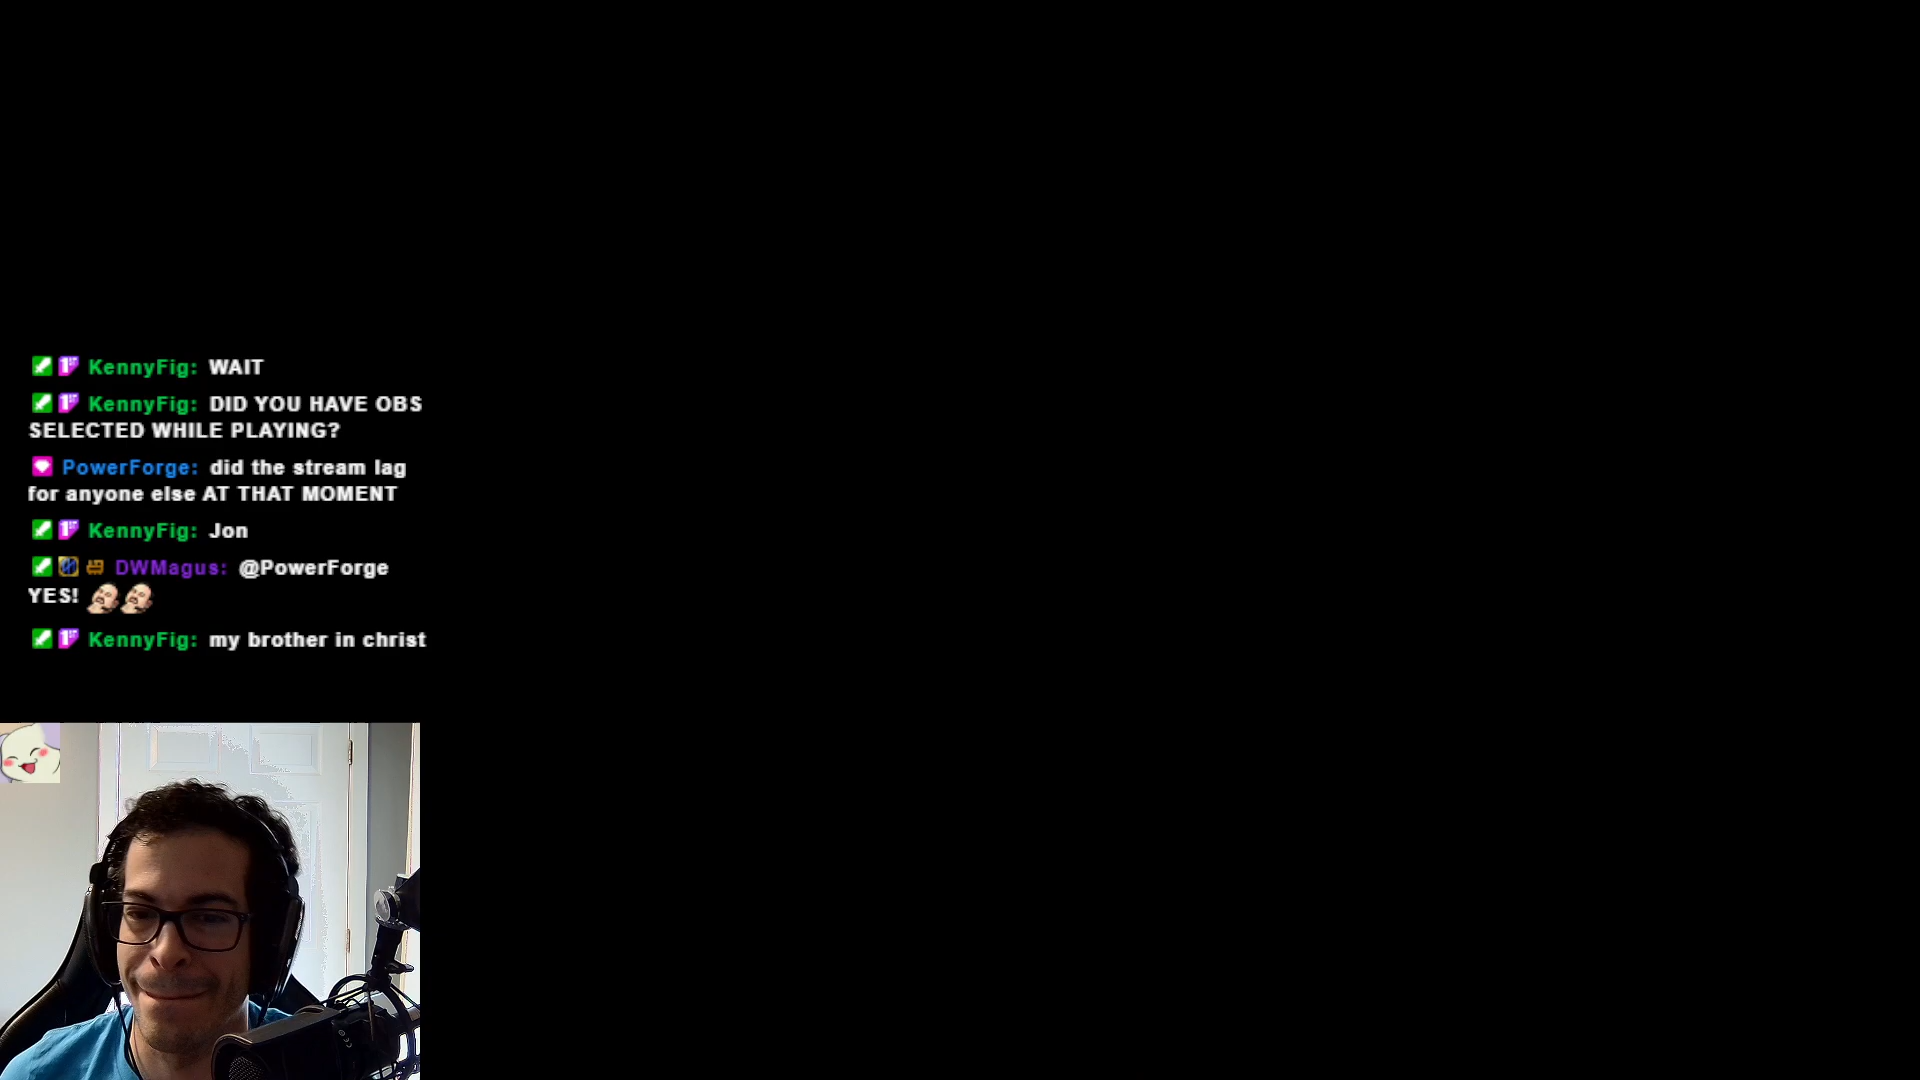 KennyFig: WAIT
KennyFig: DID YOU HAVE OBS
SELECTED WHILE PLAYING?
PowerForge: did the stream lag
for anyone else AT THAT MOMENT
KennyFig: Jon
DWMagus: @PowerForge
YES!
KennyFig: my brother in christ